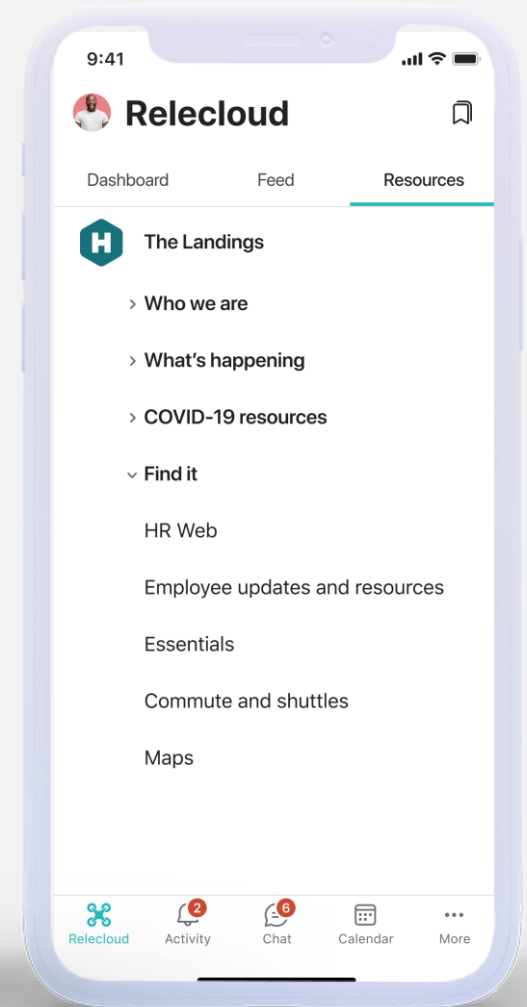 9:41
Relecloud
Dashboard Feed Resources
H The Landings
Who we are
What's happening
COVID-19 resources
Find it
HR Web
Employee updates and resources
Essentials
Commute and shuttles
Maps
2 6
Relecloud Activity Chat Calendar More